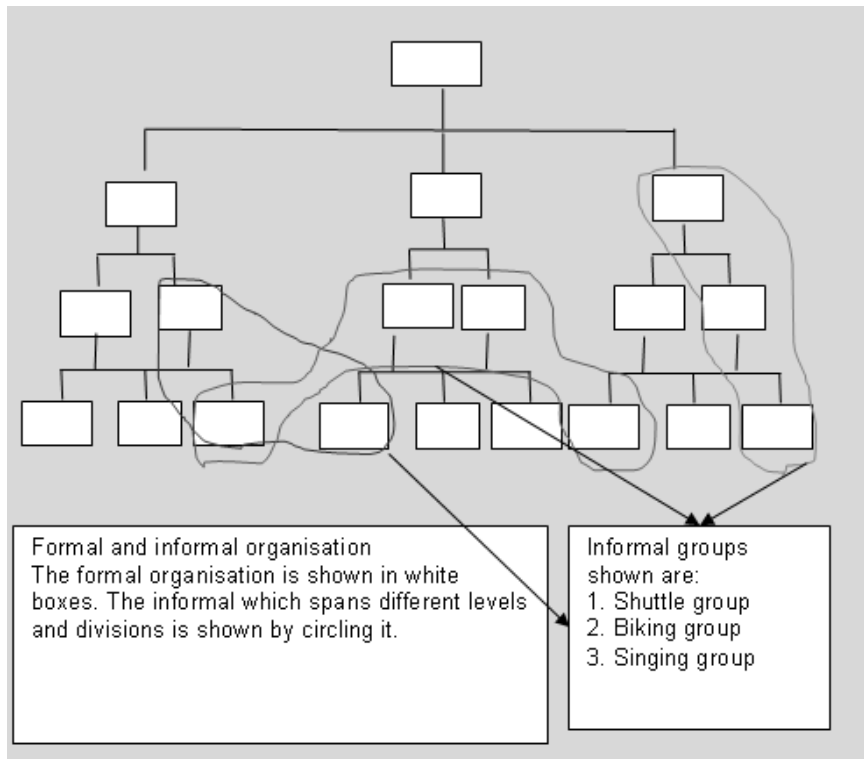 Formal and informal organisation
The formal organisation is shown in white
boxes. The informal which spans different levels
and divisions is shown by circling it.
Informal groups
shown are:
1. Shuttle group
2. Biking group
3. Singing group